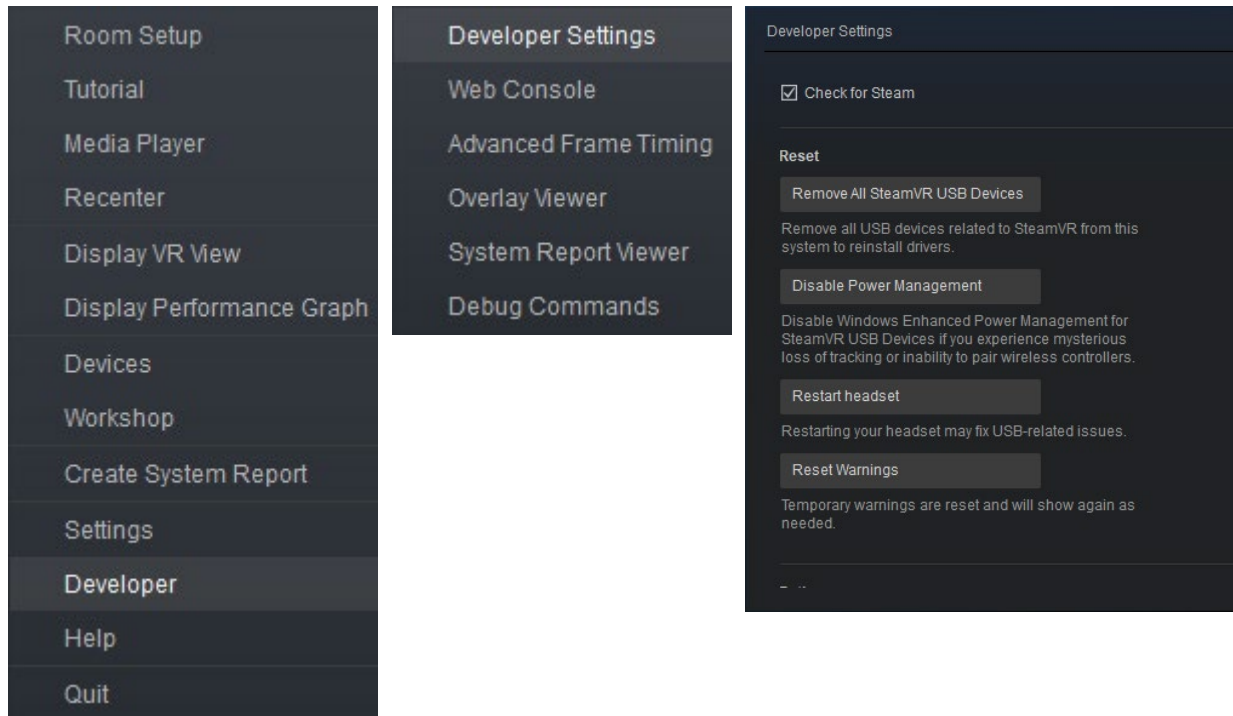 Room Setup
Tutorial
Media Player
Recenter
Display VR View
Display Performance Graph
Devices
Workshop
Create System Report
Settings
Developer
Help
Quit
Developer Settings
Web Console
Advanced Frame Timing
Overlay Viewer
System Report Viewer
Debug Commands
Developer Settings
Check for Steam
Reset
Remove All SteamVR USB Devices
Remove all USB devices related to SteamVR from this
system to reinstall drivers.
Disable Power Management
Disable Windows Enhanced Power Management for
SteamVR USB Devices if you experience mysterious
loss of tracking or inability to pair wireless controllers.
Restart headset
Restarting your headset may fix USB-related issues.
Reset Warnings
Temporary warnings are reset and will show again as
needed.